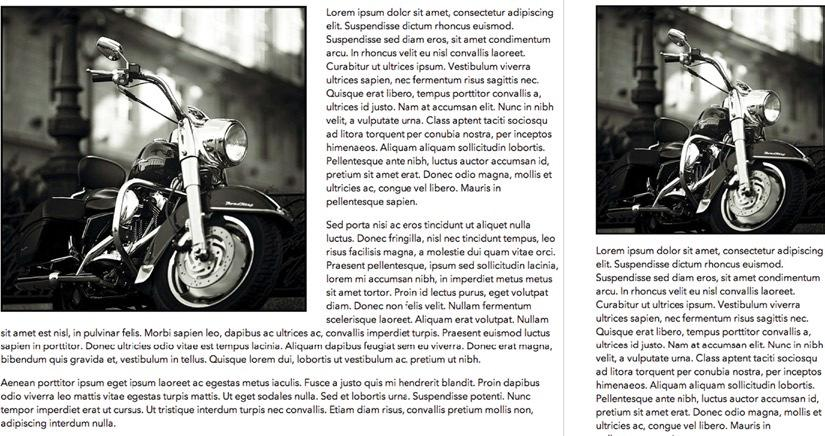 Lorem ipsum dolor sit amet, consectetur adipiscing
elit. Suspendisse dictum rhoncus euismod.
Suspendisse sed diam eros, sit amet condimentum
arcu. In rhoncus velit eu nisl convallis laoreet.
Curabitur ut ultrices ipsum. Vestibulum viverra
ultrices sapien, nec fermentum risus sagittis nec.
Quisque erat libero, tempus porttitor convallis a,
ultrices id justo. Nam at accumsan elit. Nunc in nibh
velit, a vulputate urna. Class aptent taciti sociosqu
ad litora torquent per conubia nostra, per inceptos
himenaeos. Aliquam aliquam sollicitudin lobortis.
Pellentesque ante nibh, luctus auctor accumsan id,
pretium sit amet erat. Donec odio magna, mollis et
ultricies ac, congue vel libero. Mauris in
pellentesque sapien.
Sed porta nisi ac eros tincidunt ut aliquet nulla
luctus. Donec fringilla, nisl nec tincidunt tempus, leo
risus facilisis magna, a molestie dui quam vitae orci.
Praesent pellentesque, ipsum sed sollicitudin lacinia,
lorem mi accumsan nibh, in imperdiet metus metus
sit amet tortor. Proin id lectus purus, eget volutpat
diam. Donec non felis velit. Nullam fermentum
scelerisque laoreet. Aliquam erat volutpat. Nullam
sit amet est nisl, in pulvinar felis. Morbi sapien leo, dapibus ac ultrices ac, convallis imperdiet turpis. Praesent euismod luctus
sapien in porttitor. Donec ultricies odio vitae est tempus lacinia. Aliquam dapibus feugiat sem eu viverra. Donec erat magna,
bibendum quis gravida et, vestibulum in tellus. Quisque lorem dui, lobortis ut vestibulum ac, pretium ut nibh.
Aenean porttitor ipsum eget ipsum laoreet ac egestas metus iaculis. Fusce a justo quis mi hendrerit blandit. Proin dapibus
odio viverra leo mattis vitae egestas turpis mattis. Ut eget sodales nulla. Sed et lobortis urna. Suspendisse potenti. Nunc
tempor imperdiet erat ut cursus. Ut tristique interdum turpis nec convallis. Etiam diam risus, convallis pretium mollis non,
adipiscing interdum nulla.
Lorem ipsum dolor sit amet, consectetur adipiscing
elit. Suspendisse dictum rhoncus euismod.
Suspendisse sed diam eros, sit amet condimentum
arcu. In rhoncus velit eu nisl convallis laoreet.
Curabitur ut ultrices ipsum. Vestibulum viverra
ultrices sapien, nec fermentum risus sagittis nec.
Quisque erat libero, tempus porttitor convallis a,
ultrices id justo. Nam at accumsan elit. Nunc in nibh
velit, a vulputate urna. Class aptent taciti sociosqu
ad litora torquent per conubia nostra, per inceptos
himenaeos. Aliquam aliquam sollicitudin lobortis.
Pellentesque ante nibh, luctus auctor accumsan id,
pretium sit amet erat. Donec odio magna, mollis et
ultricies ac, congue vel libero. Mauris in